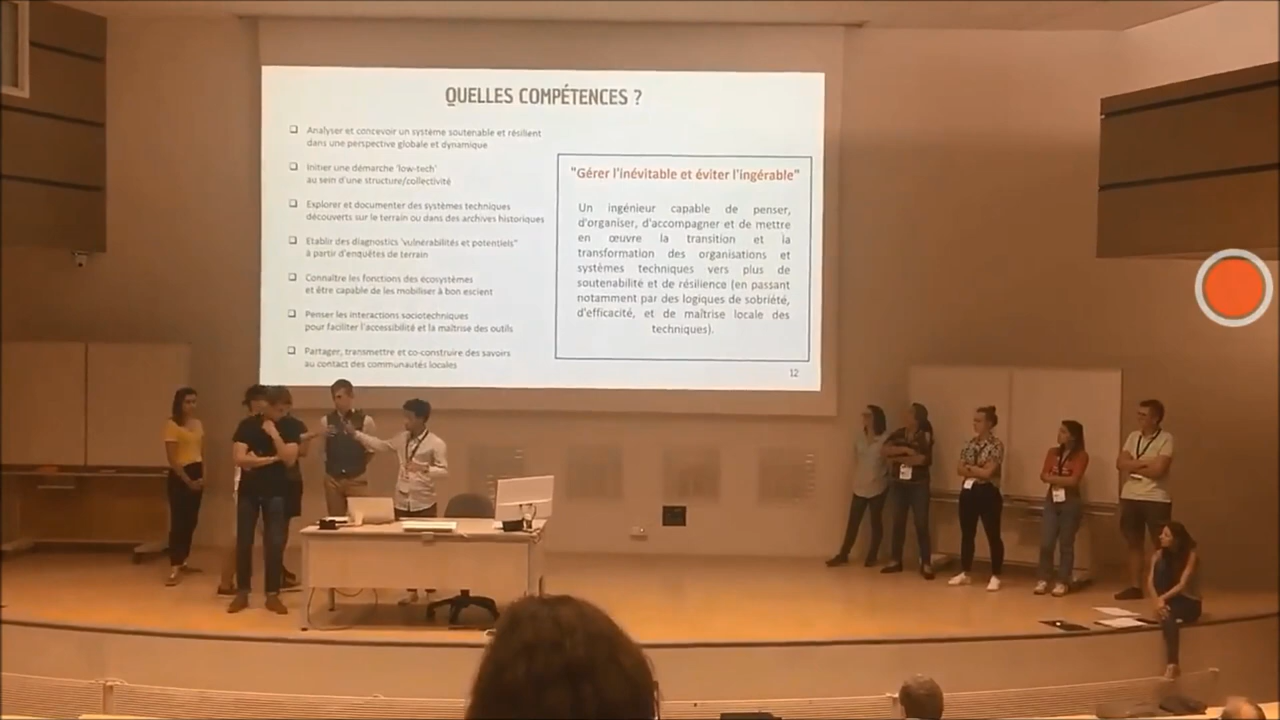 QUELLES COMPÉTENCES ?
❑ Analyser et concevoir un système soutenable et résilient
dans une perspective globale et dynamique
❑ Initier une démarche 'low-tech'
au sein d'une structure/collectivité
❑ Explorer et documenter des systèmes techniques
découverts sur le terrain ou dans des archives historiques
❑ Etablir des diagnostics 'vulnérabilités et potentiels"
à partir d'enquêtes de terrain
❑ Connaître les fonctions des écosystèmes
et être capable de les mobiliser à bon escient
❑ Penser les interactions sociotechniques
pour faciliter l'accessibilité et la maîtrise des outils
❑ Partager, transmettre et co-construire des savoirs
au contact des communautés locales
"Gérer l'inévitable et éviter l'ingérable"
Un ingénieur capable de penser,
d'organiser, d'accompagner et de mettre
en œuvre la transition et la
transformation des organisations et
systèmes techniques vers plus de
soutenabilité et de résilience (en passant
notamment par des logiques de sobriété,
d'efficacité, et de maîtrise locale des
techniques).
12